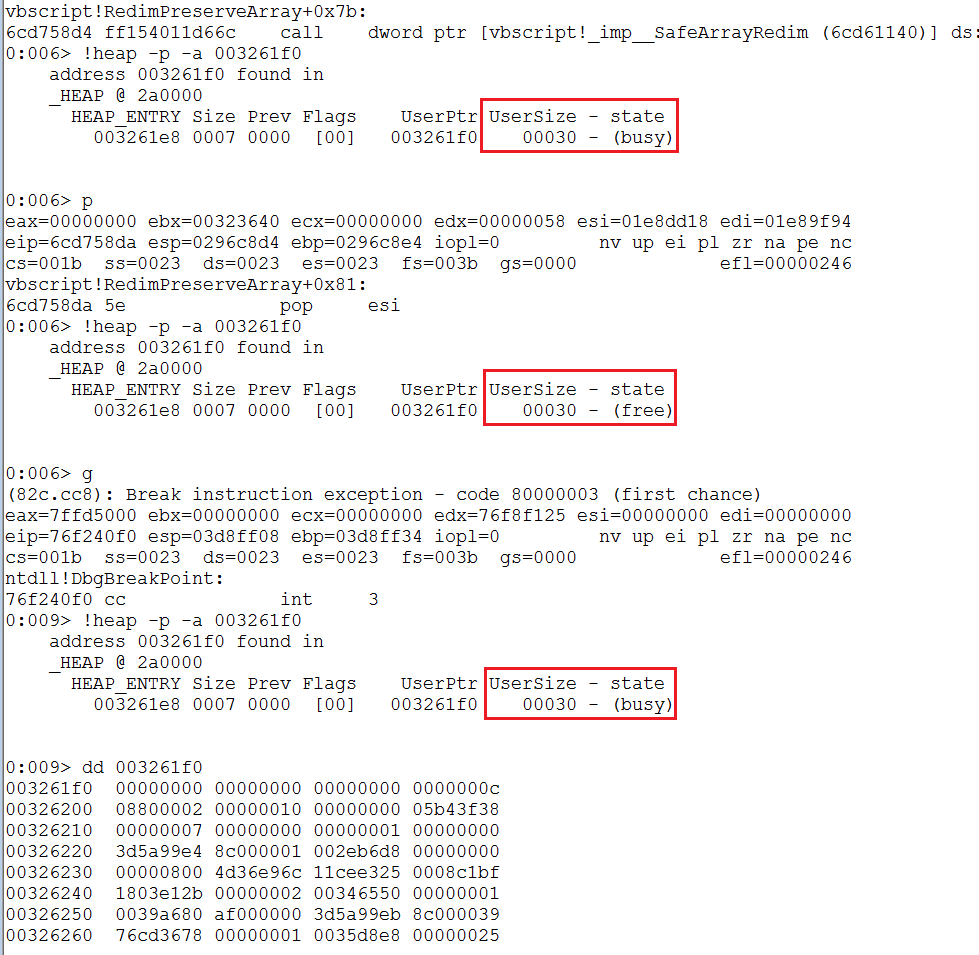 vbscript!RedimPreserveArray+0x7b:
6cd758d4 ff154011d66c    call    dword ptr [vbscript!_imp__SafeArrayRedim (6cd61140)] ds:
0:006> !heap -p -a 003261f0
    address 003261f0 found in
    _HEAP @ 2a0000
      HEAP_ENTRY Size Prev Flags    UserPtr UserSize - state
        003261e8 0007 0000  [00]   003261f0    00030 - (busy)
0:006> p
eax=00000000 ebx=00323640 ecx=00000000 edx=00000058 esi=01e8dd18 edi=01e89f94
eip=6cd758da esp=0296c8d4 ebp=0296c8e4 iopl=0         nv up ei pl zr na pe nc
cs=001b  ss=0023  ds=0023  es=0023  fs=003b  gs=0000             efl=00000246
vbscript!RedimPreserveArray+0x81:
6cd758da 5e              pop     esi
0:006> !heap -p -a 003261f0
    address 003261f0 found in
    _HEAP @ 2a0000
      HEAP_ENTRY Size Prev Flags    UserPtr UserSize - state
        003261e8 0007 0000  [00]   003261f0    00030 - (free)
0:006> g
(82c.cc8): Break instruction exception - code 80000003 (first chance)
eax=7ffd5000 ebx=00000000 ecx=00000000 edx=76f8f125 esi=00000000 edi=00000000
eip=76f240f0 esp=03d8ff08 ebp=03d8ff34 iopl=0         nv up ei pl zr na pe nc
cs=001b  ss=0023  ds=0023  es=0023  fs=003b  gs=0000             efl=00000246
ntdll!DbgBreakPoint:
76f240f0 cc              int     3
0:009> !heap -p -a 003261f0
    address 003261f0 found in
    _HEAP @ 2a0000
      HEAP_ENTRY Size Prev Flags    UserPtr UserSize - state
        003261e8 0007 0000  [00]   003261f0    00030 - (busy)
0:009> dd 003261f0
003261f0  00000000 00000000 00000000 0000000c
00326200  08800002 00000010 00000000 05b43f38
00326210  00000007 00000000 00000001 00000000
00326220  3d5a99e4 8c000001 002eb6d8 00000000
00326230  00000800 4d36e96c 11cee325 0008c1bf
00326240  1803e12b 00000002 00346550 00000001
00326250  0039a680 af000000 3d5a99eb 8c000039
00326260  76cd3678 00000001 0035d8e8 00000025